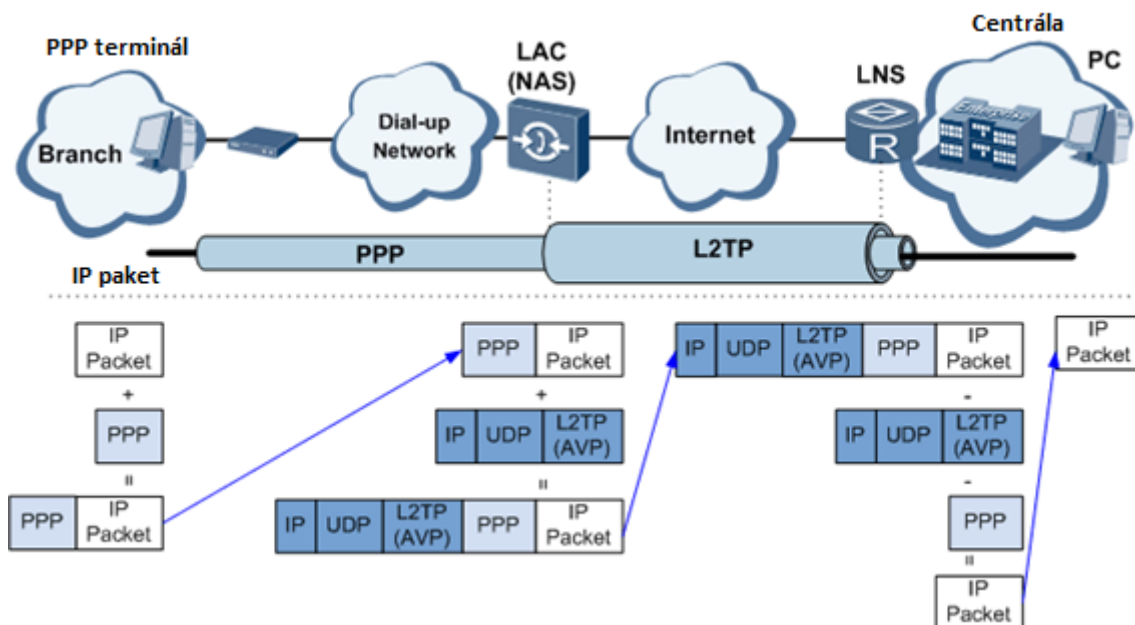 PPP terminál
Branch
Dial-up
Network
LAC
(NAS)
Internet
LNS
R
Centrála
Enterprise
PC
PPP
L2TP
IP paket
IP
Packet
+
PPP
=
PPP
IP
Packet
PPP
IP
Packet
+
IP
UDP
L2TP
(AVP)
=
IP
UDP
L2TP
(AVP)
PPP
IP
Packet
IP
UDP
L2TP
(AVP)
PPP
IP
Packet
-
IP
UDP
L2TP
(AVP)
-
PPP
=
IP
Packet
IP
Packet